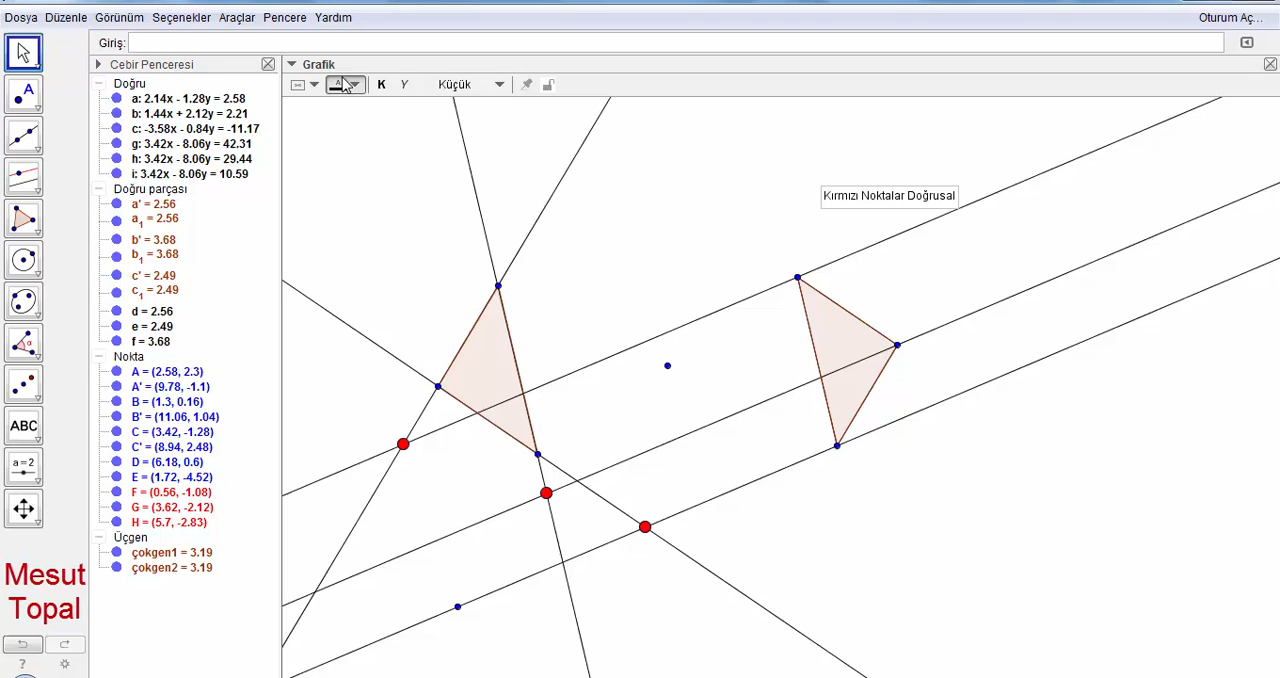 Dosya Düzenle Görünüm Seçenekler Araçlar Pencere Yardım Oturum Aç...
Giriş:
Cebir Penceresi
Grafik
K Y Küçük
Doğru
a: 2.14x - 1.28y = 2.58
b: 1.44x + 2.12y = 2.21
c: -3.58x - 0.84y = -11.17
g: 3.42x - 8.06y = 42.31
h: 3.42x - 8.06y = 29.44
i: 3.42x - 8.06y = 10.59
Doğru parçası
a' = 2.56
a1 = 2.56
b' = 3.68
b1 = 3.68
c' = 2.49
c1 = 2.49
d = 2.56
e = 2.49
f = 3.68
Nokta
A = (2.58, 2.3)
A' = (9.78, -1.1)
B = (1.3, 0.16)
B' = (11.06, 1.04)
C = (3.42, -1.28)
C' = (8.94, 2.48)
D = (6.18, 0.6)
E = (1.72, -4.52)
F = (0.56, -1.08)
G = (3.62, -2.12)
H = (5.7, -2.83)
Üçgen
çokgen1 = 3.19
çokgen2 = 3.19
Kırmızı Noktalar Doğrusal
A
α
ABC
a=2
Mesut
Topal
?